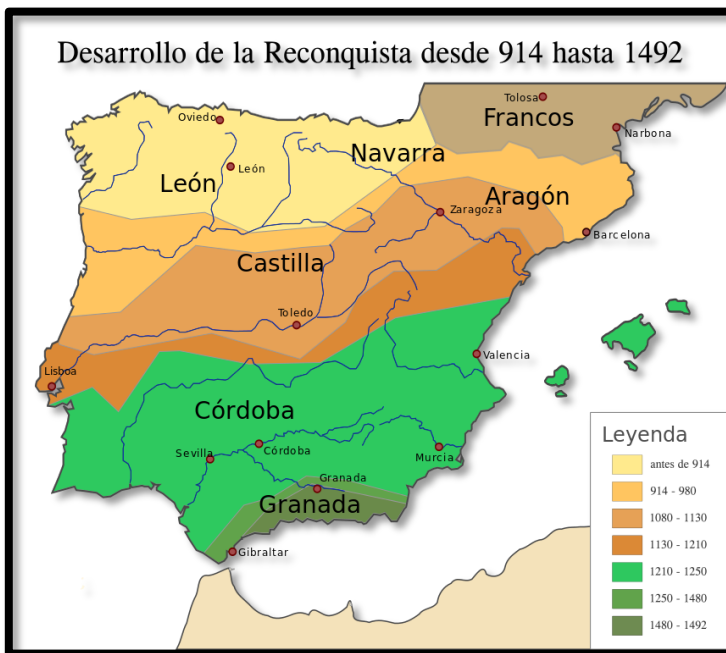 Desarrollo de la Reconquista desde 914 hasta 1492
Tolosa
Francos
Oviedo
Narbona
Navarra
León
León
Aragón
Zaragoza
Barcelona
Castilla
Toledo
Lisboa
Valencia
Córdoba
Sevilla
Córdoba
Murcia
Granada
Granada
Gibraltar
Leyenda
antes de 914
914 - 980
1080 - 1130
1130 - 1210
1210 - 1250
1250 - 1480
1480 - 1492